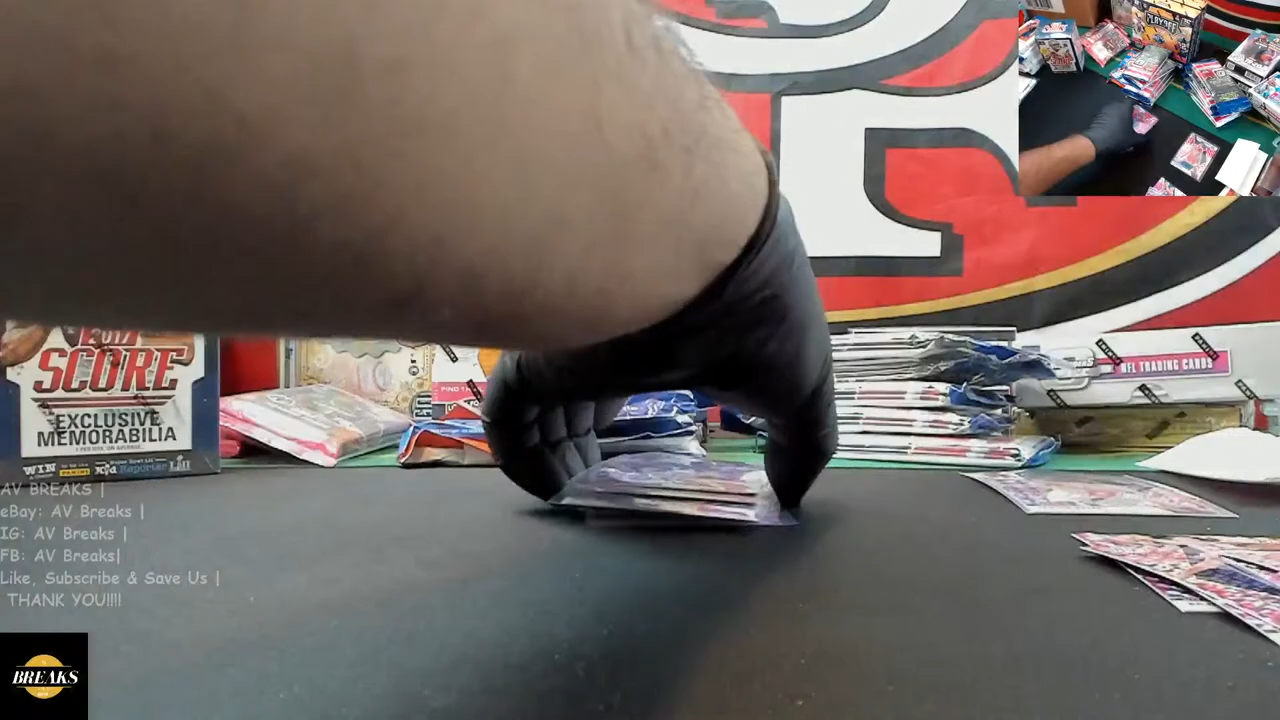 PLAYOFF
2017
SCORE
EXCLUSIVE
MEMORABILIA
WIN
NFL TRADING CARDS
AV BREAKS |
eBay: AV Breaks |
IG: AV Breaks |
FB: AV Breaks|
Like, Subscribe & Save Us |
THANK YOU!!!!
BREAKS